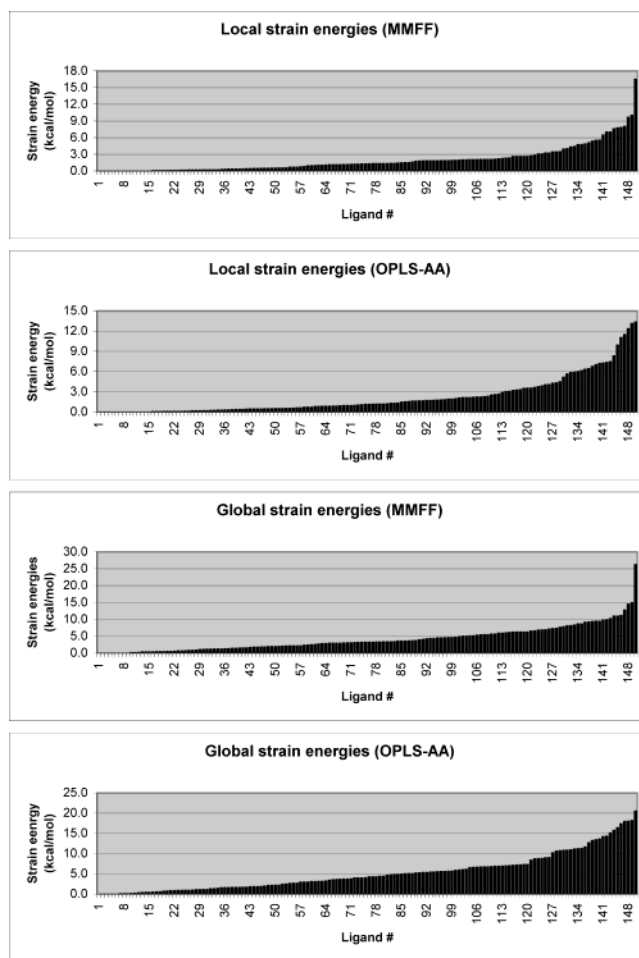 Local strain energies (MMFF)
Strain energy
(kcal/mol)
18.0
15.0
12.0
9.0
6.0
3.0
0.0
1 8 15 22 29 36 43 50 57 64 71 78 85 92 99 106 113 120 127 134 141 148
Ligand #
Local strain energies (OPLS-AA)
Strain energy
(kcal/mol)
15.0
12.0
9.0
6.0
3.0
0.0
1 8 15 22 29 36 43 50 57 64 71 78 85 92 99 106 113 120 127 134 141 148
Ligand #
Global strain energies (MMFF)
Strain energies
(kcal/mol)
30.0
25.0
20.0
15.0
10.0
5.0
0.0
1 8 15 22 29 36 43 50 57 64 71 78 85 92 99 106 113 120 127 134 141 148
Ligand #
Global strain energies (OPLS-AA)
Strain eenrgy
(kcal/mol)
25.0
20.0
15.0
10.0
5.0
0.0
1 8 15 22 29 36 43 50 57 64 71 78 85 92 99 106 113 120 127 134 141 148
Ligand #